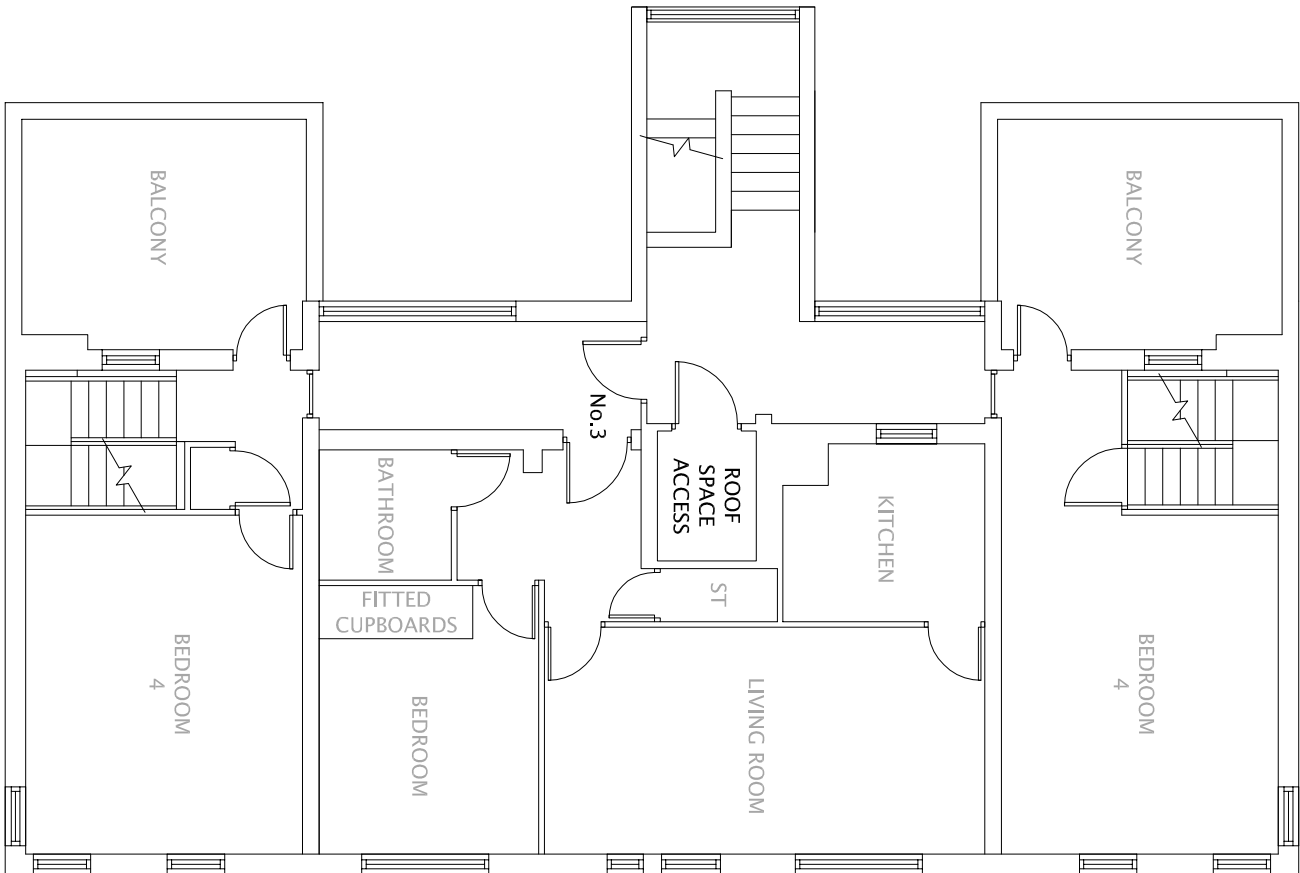 BALCONY
BALCONY
No.3
ROOF
SPACE
ACCESS
BATHROOM
KITCHEN
ST
FITTED
CUPBOARDS
BEDROOM
4
BEDROOM
LIVING ROOM
BEDROOM
4